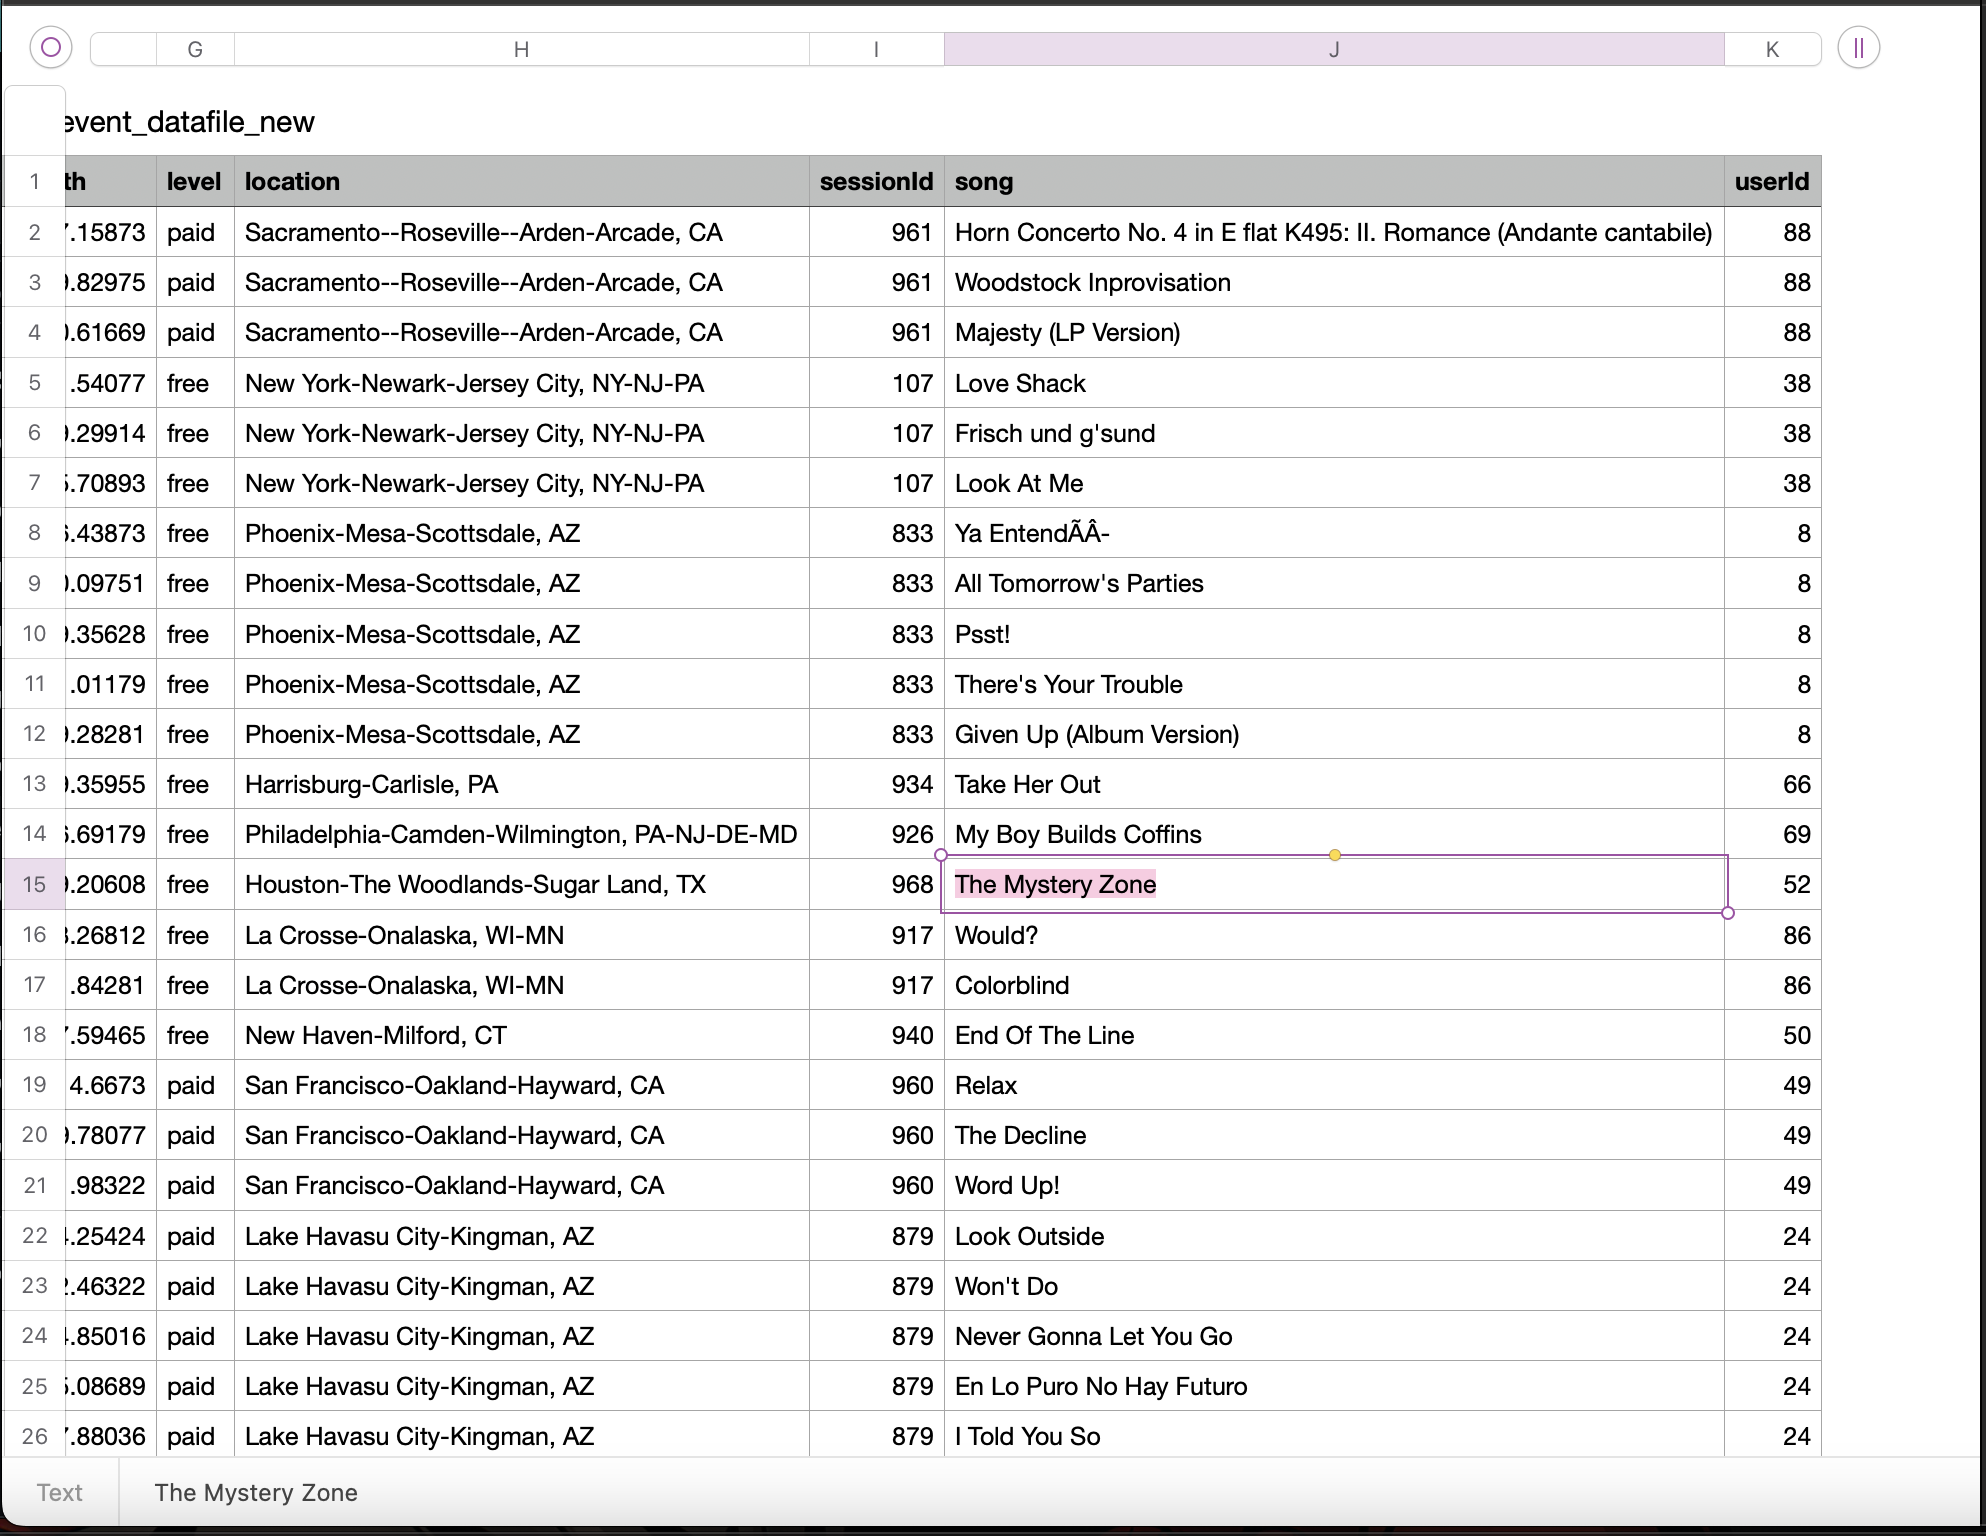 G H I J K
event_datafile_new
1 th level location sessionId song userId
2 7.15873 paid Sacramento--Roseville--Arden-Arcade, CA 961 Horn Concerto No. 4 in E flat K495: II. Romance (Andante cantabile) 88
3 9.82975 paid Sacramento--Roseville--Arden-Arcade, CA 961 Woodstock Inprovisation 88
4 .61669 paid Sacramento--Roseville--Arden-Arcade, CA 961 Majesty (LP Version) 88
5 .54077 free New York-Newark-Jersey City, NY-NJ-PA 107 Love Shack 38
6 .29914 free New York-Newark-Jersey City, NY-NJ-PA 107 Frisch und g'sund 38
7 .70893 free New York-Newark-Jersey City, NY-NJ-PA 107 Look At Me 38
8 .43873 free Phoenix-Mesa-Scottsdale, AZ 833 Ya EntendÃÂ- 8
9 .09751 free Phoenix-Mesa-Scottsdale, AZ 833 All Tomorrow's Parties 8
10 .35628 free Phoenix-Mesa-Scottsdale, AZ 833 Psst! 8
11 .01179 free Phoenix-Mesa-Scottsdale, AZ 833 There's Your Trouble 8
12 .28281 free Phoenix-Mesa-Scottsdale, AZ 833 Given Up (Album Version) 8
13 .35955 free Harrisburg-Carlisle, PA 934 Take Her Out 66
14 .69179 free Philadelphia-Camden-Wilmington, PA-NJ-DE-MD 926 My Boy Builds Coffins 69
15 .20608 free Houston-The Woodlands-Sugar Land, TX 968 The Mystery Zone 52
16 .26812 free La Crosse-Onalaska, WI-MN 917 Would? 86
17 .84281 free La Crosse-Onalaska, WI-MN 917 Colorblind 86
18 .59465 free New Haven-Milford, CT 940 End Of The Line 50
19 4.6673 paid San Francisco-Oakland-Hayward, CA 960 Relax 49
20 .78077 paid San Francisco-Oakland-Hayward, CA 960 The Decline 49
21 .98322 paid San Francisco-Oakland-Hayward, CA 960 Word Up! 49
22 .25424 paid Lake Havasu City-Kingman, AZ 879 Look Outside 24
23 .46322 paid Lake Havasu City-Kingman, AZ 879 Won't Do 24
24 .85016 paid Lake Havasu City-Kingman, AZ 879 Never Gonna Let You Go 24
25 .08689 paid Lake Havasu City-Kingman, AZ 879 En Lo Puro No Hay Futuro 24
26 .88036 paid Lake Havasu City-Kingman, AZ 879 I Told You So 24
Text The Mystery Zone